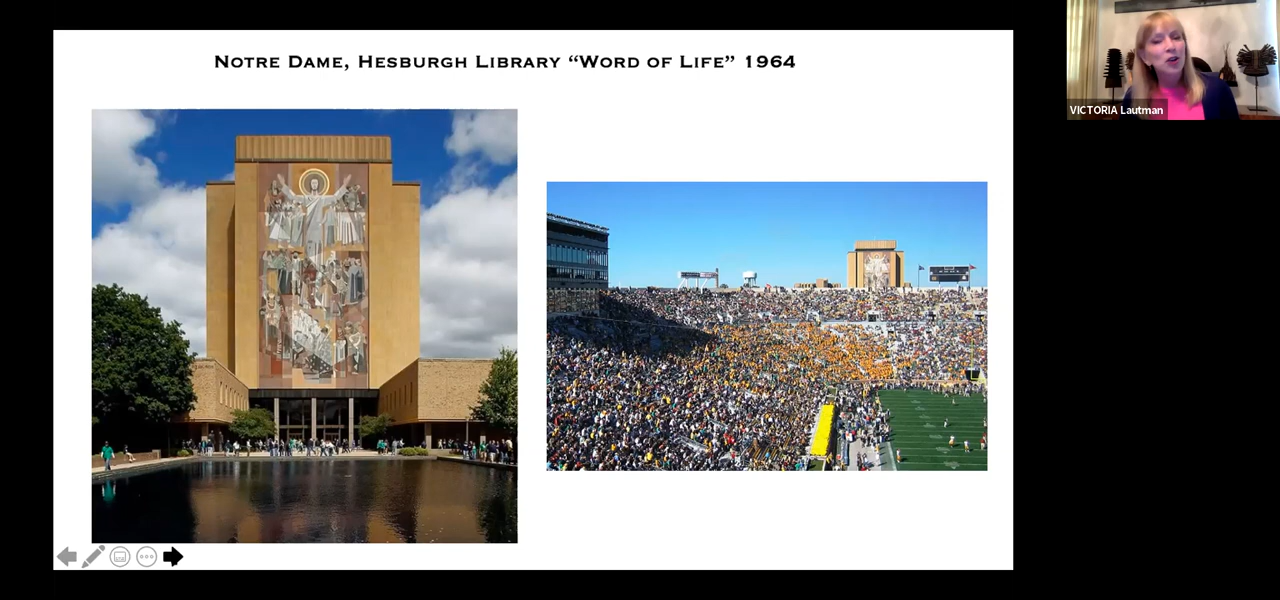 NOTRE DAME, HESBURGH LIBRARY “WORD OF LIFE” 1964
VICTORIA Lautman